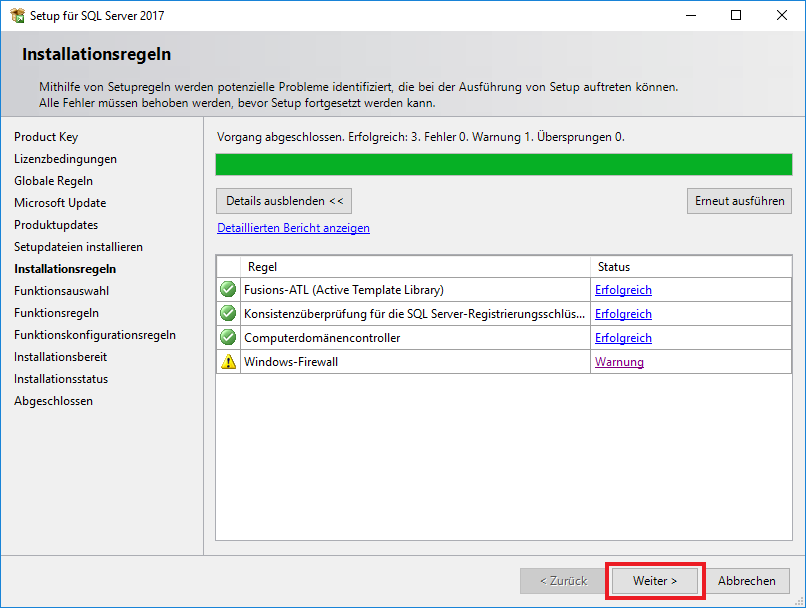 Setup für SQL Server 2017
Installationsregeln
Mithilfe von Setupregeln werden potenzielle Probleme identifiziert, die bei der Ausführung von Setup auftreten können.
Alle Fehler müssen behoben werden, bevor Setup fortgesetzt werden kann.
Product Key
Lizenzbedingungen
Globale Regeln
Microsoft Update
Produktupdates
Setupdateien installieren
Installationsregeln
Funktionsauswahl
Funktionsregeln
Funktionskonfigurationsregeln
Installationsbereit
Installationsstatus
Abgeschlossen
Vorgang abgeschlossen. Erfolgreich: 3. Fehler 0. Warnung 1. Übersprungen 0.
Details ausblenden <<
Erneut ausführen
Detaillierten Bericht anzeigen
Regel Status
Fusions-ATL (Active Template Library) Erfolgreich
Konsistenzüberprüfung für die SQL Server-Registrierungsschlüs... Erfolgreich
Computerdomänencontroller Erfolgreich
Windows-Firewall Warnung
< Zurück Weiter > Abbrechen